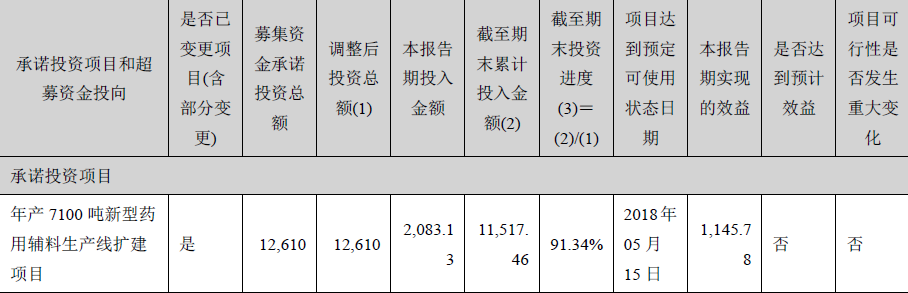 承诺投资项目和超
募资金投向
是否已
变更项
目(含
部分变
更)
募集资
金承诺
投资总
额
调整后
投资总
额(1)
本报告
期投入
金额
截至期
末累计
投入金
额(2)
截至期
末投资
进度
(3)＝
(2)/(1)
项目达
到预定
可使用
状态日
期
本报告
期实现
的效益
是否达
到预计
效益
项目可
行性是
否发生
重大变
化
承诺投资项目
年产 7100 吨新型药
用辅料生产线扩建
项目
是
12,610
12,610
2,083.1
3
11,517.
46
91.34%
2018 年
05 月
15 日
1,145.7
8
否
否